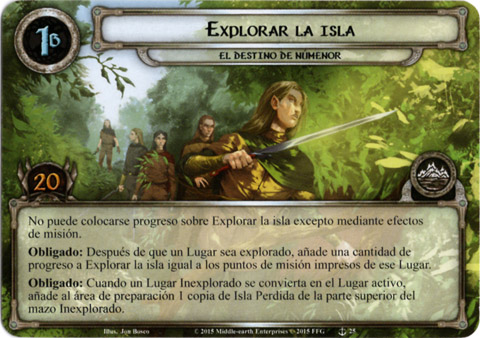 1B
EXPLORAR LA ISLA
EL DESTINO DE NÚMENOR
20
No puede colocarse progreso sobre Explorar la isla excepto mediante efectos
de misión.
Obligado: Después de que un Lugar sea explorado, añade una cantidad de
progreso a Explorar la isla igual a los puntos de misión impresos de ese Lugar.
Obligado: Cuando un Lugar Inexplorado se convierta en el Lugar activo,
añade al área de preparación 1 copia de Isla Perdida de la parte superior del
mazo Inexplorado.
Illus. Jon Bosco © 2015 Middle-earth Enterprises © 2015 FFG 25